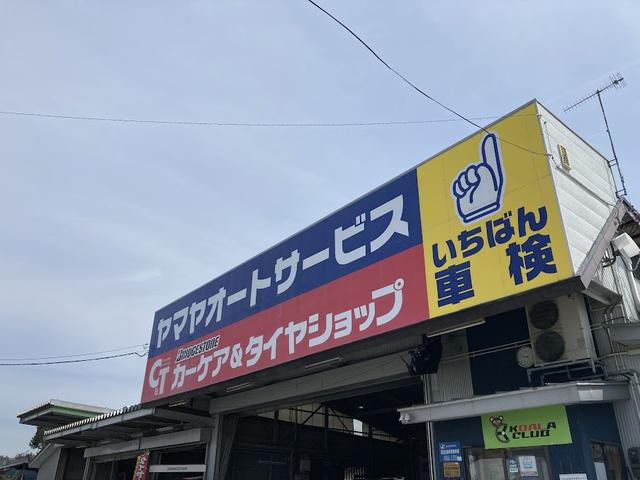 ヤマヤオートサービス
CT BRIDGESTONE
カーケア&タイヤショップ
いちばん
車検
KOALA
CLUB